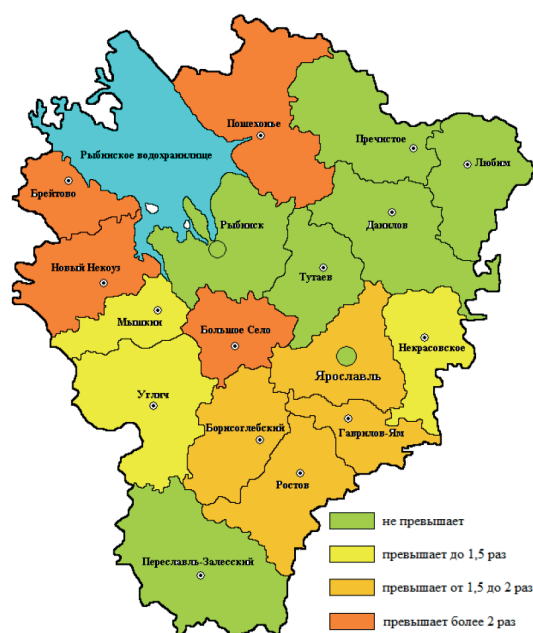 Пошехонье
Пречистое
Рыбинское водохранилище
Любим
Брейтово
Рыбинск
Данилов
Новый Некоуз
Тутаев
Мышкин
Большое Село
Некрасовское
Ярославль
Углич
Борисоглебский
Гаврилов-Ям
Ростов
не превышает
превышает до 1,5 раз
Переславль-Залесский
превышает от 1,5 до 2 раз
превышает более 2 раз